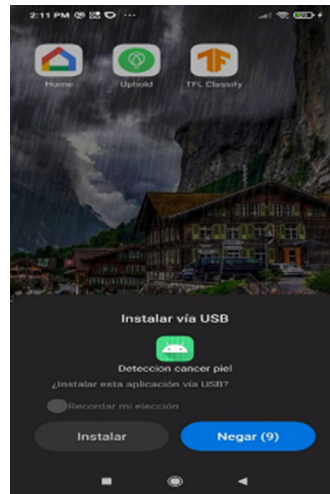 2:11 PM
Home Uphold TFL Classify
Instalar vía USB
Deteccion cancer piel
¿Instalar esta aplicación vía USB?
Recordar mi elección
Instalar Negar (9)